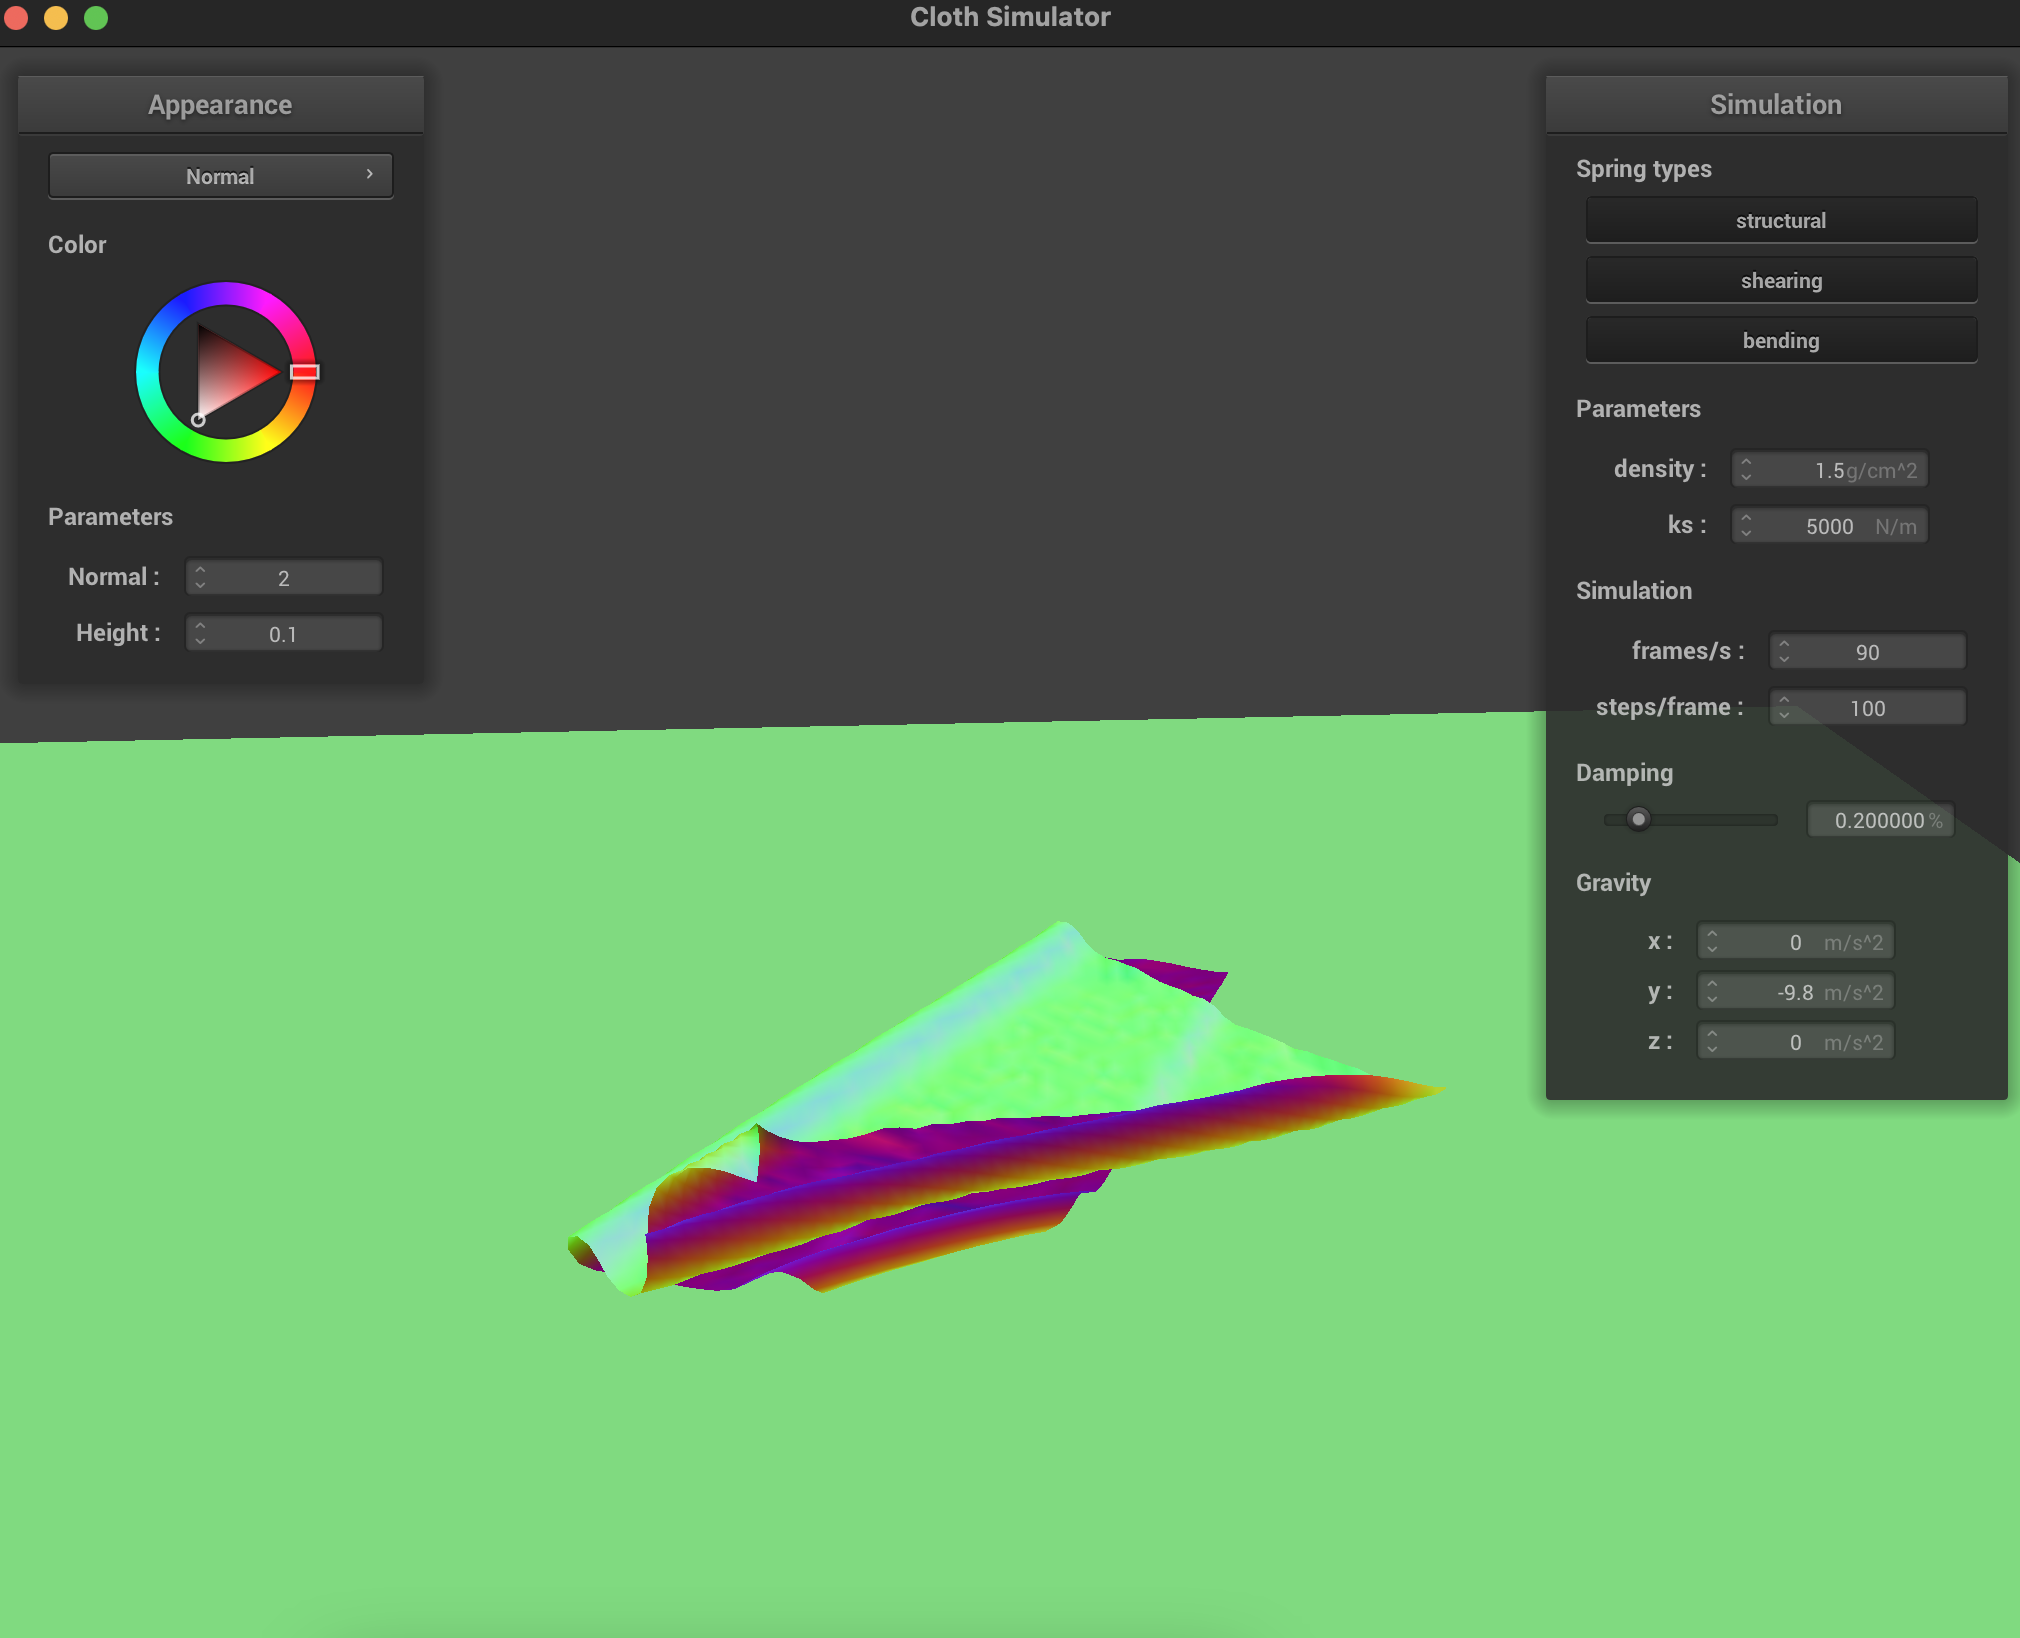 Cloth Simulator
Appearance
Normal
Color
Parameters
Normal : 2
Height : 0.1
Simulation
Spring types
structural
shearing
bending
Parameters
density : 1.5 g/cm^2
ks : 5000 N/m
Simulation
frames/s : 90
steps/frame : 100
Damping
0.200000 %
Gravity
x : 0 m/s^2
y : -9.8 m/s^2
z : 0 m/s^2